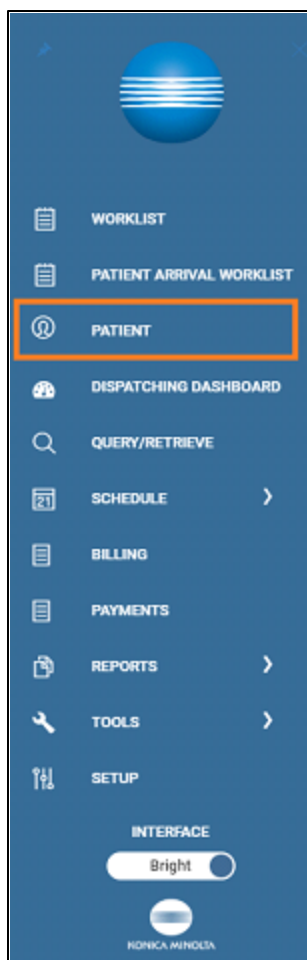 WORKLIST
PATIENT ARRIVAL WORKLIST
PATIENT
DISPATCHING DASHBOARD
QUERY/RETRIEVE
21 SCHEDULE
BILLING
PAYMENTS
REPORTS
TOOLS
SETUP
INTERFACE
Bright
KONICA MINOLTA